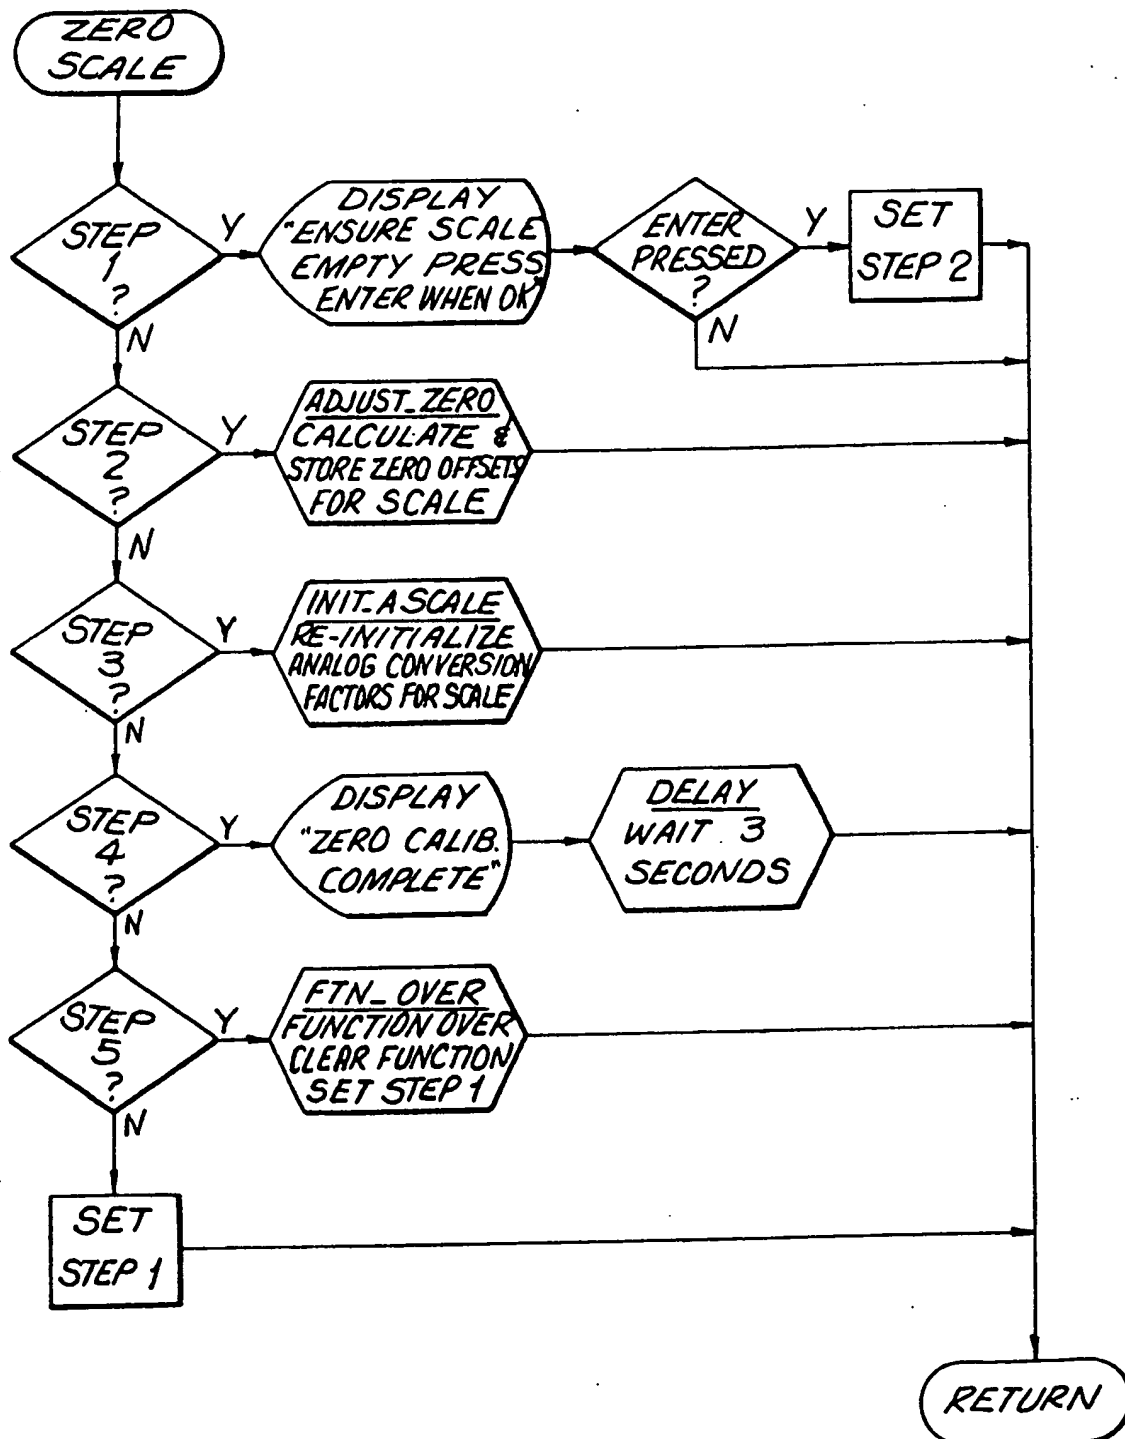 ZERO
SCALE
STEP
1
?
Y
N
DISPLAY
"ENSURE SCALE
EMPTY PRESS
ENTER WHEN OK"
ENTER
PRESSED
?
Y
N
SET
STEP 2
STEP
2
?
Y
N
ADJUST_ZERO
CALCULATE &
STORE ZERO OFFSETS
FOR SCALE
STEP
3
?
Y
N
INIT_ASCALE
RE-INITIALIZE
ANALOG CONVERSION
FACTORS FOR SCALE
STEP
4
?
Y
N
DISPLAY
"ZERO CALIB.
COMPLETE"
DELAY
WAIT 3
SECONDS
STEP
5
?
Y
N
FTN_OVER
FUNCTION OVER
CLEAR FUNCTION
SET STEP 1
SET
STEP 1
RETURN